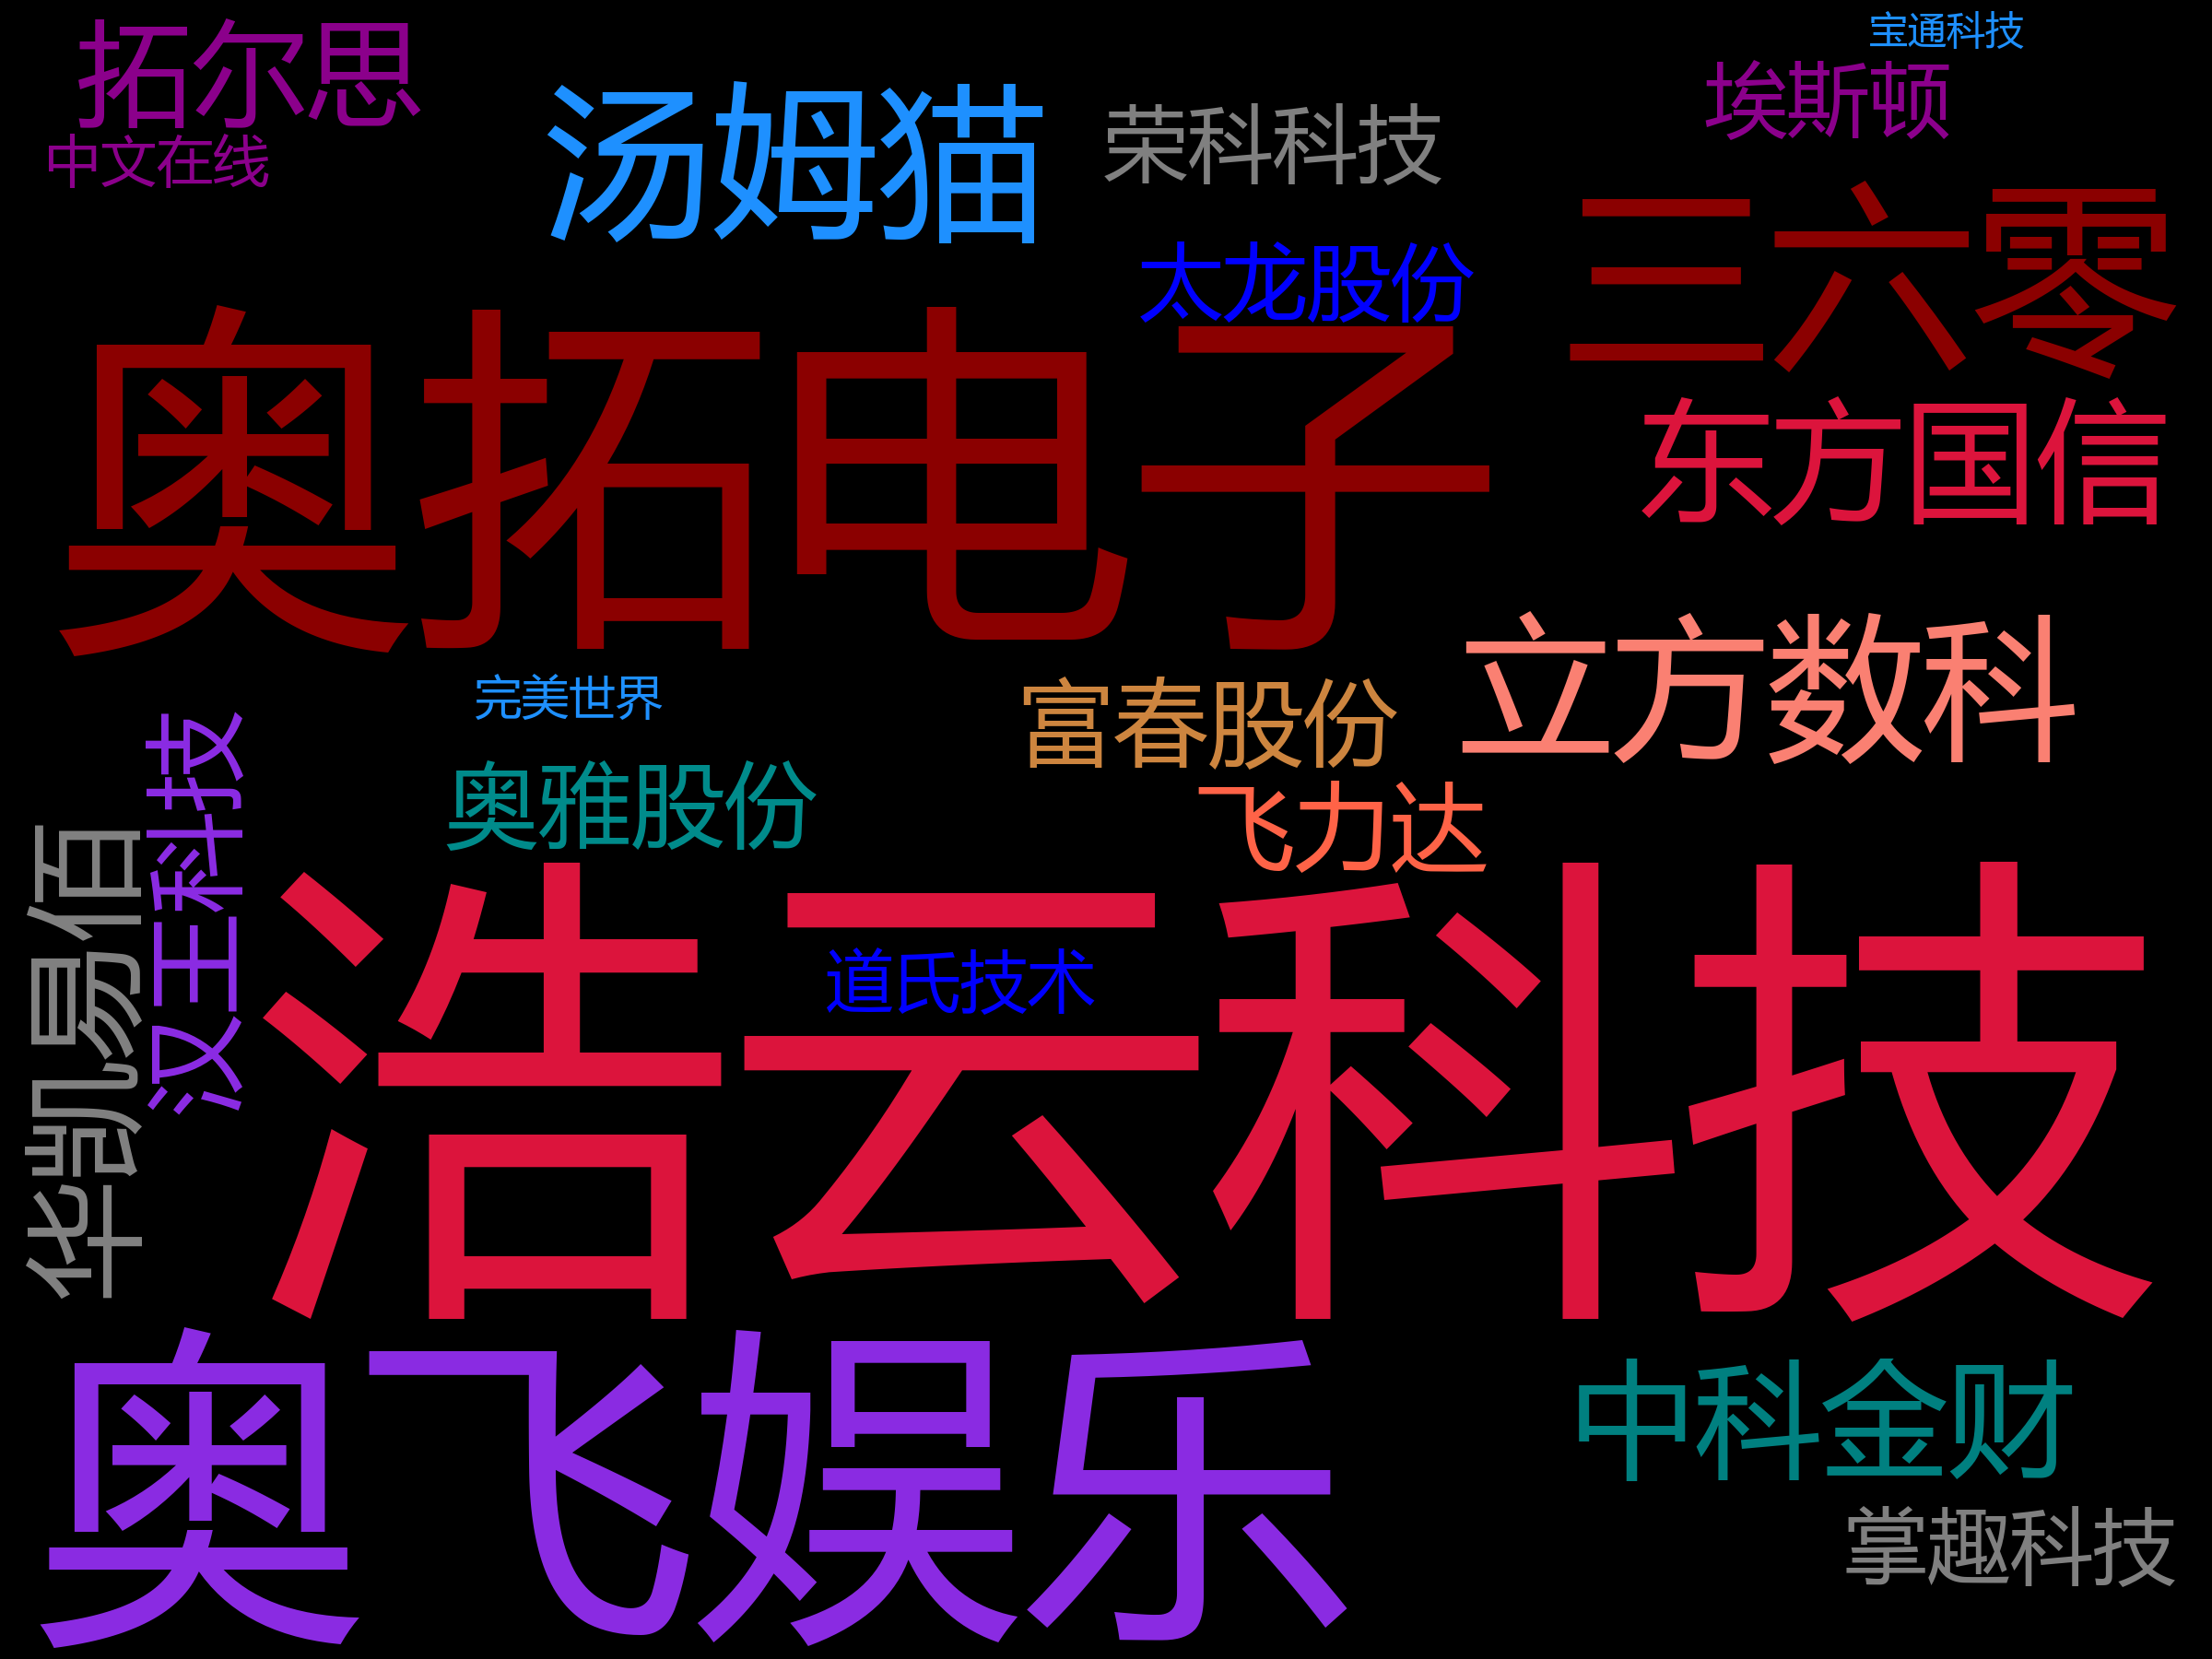 宝通科技
拓尔思
埃斯顿
中文在线
汤姆猫
荣科科技
三六零
太龙股份
奥拓电子
东方国信
立方数科
完美世界
富春股份
奥雅股份
飞力达
汉王科技
华凯易佰
浩云科技
道氏技术
奥飞娱乐
中科金财
掌趣科技